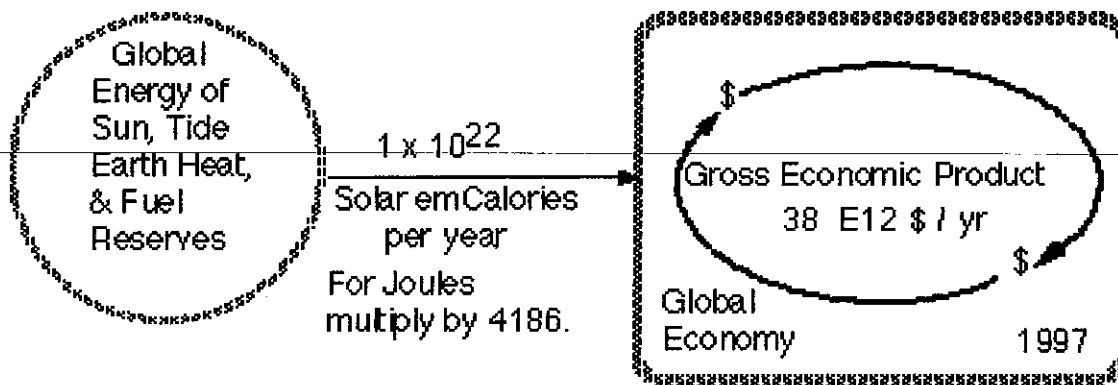 Global
Energy of
Sun, Tide
Earth Heat,
& Fuel
Reserves
1 x 10²²
Solar emCalories
per year
For Joules
multiply by 4186.
$
Gross Economic Product
38 E12 $ / yr
$
Global
Economy
1997